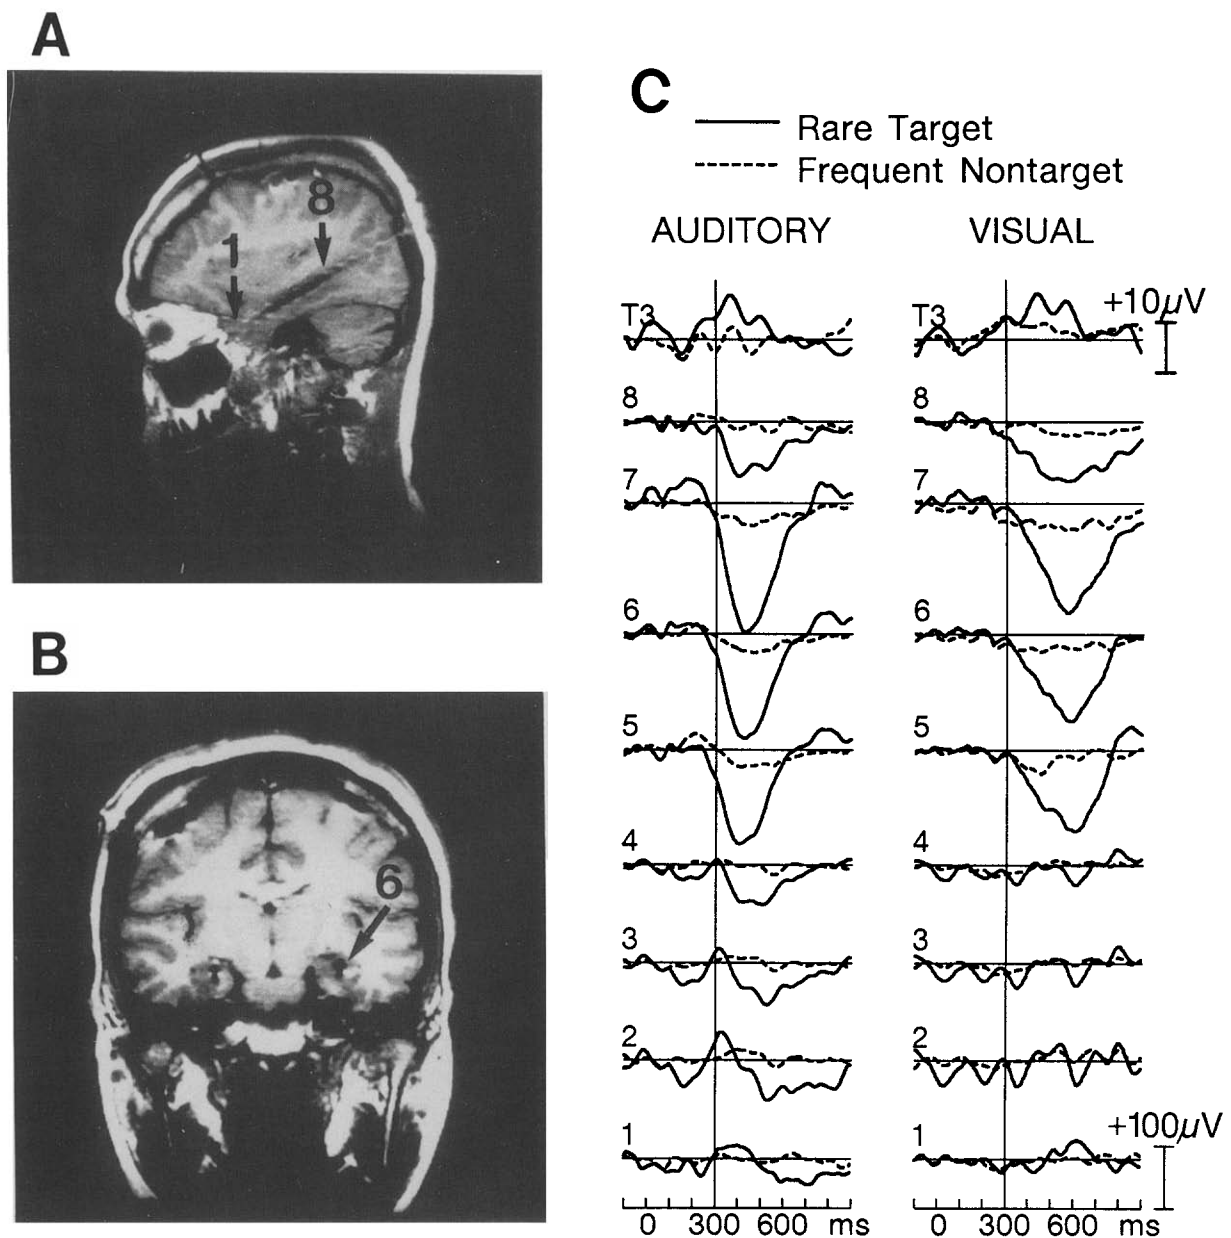 A
8
1
B
6
C
Rare Target
Frequent Nontarget
AUDITORY VISUAL
T3 T3 +10µV
8 8
7 7
6 6
5 5
4 4
3 3
2 2
1 1 +100µV
0 300 600 ms 0 300 600 ms